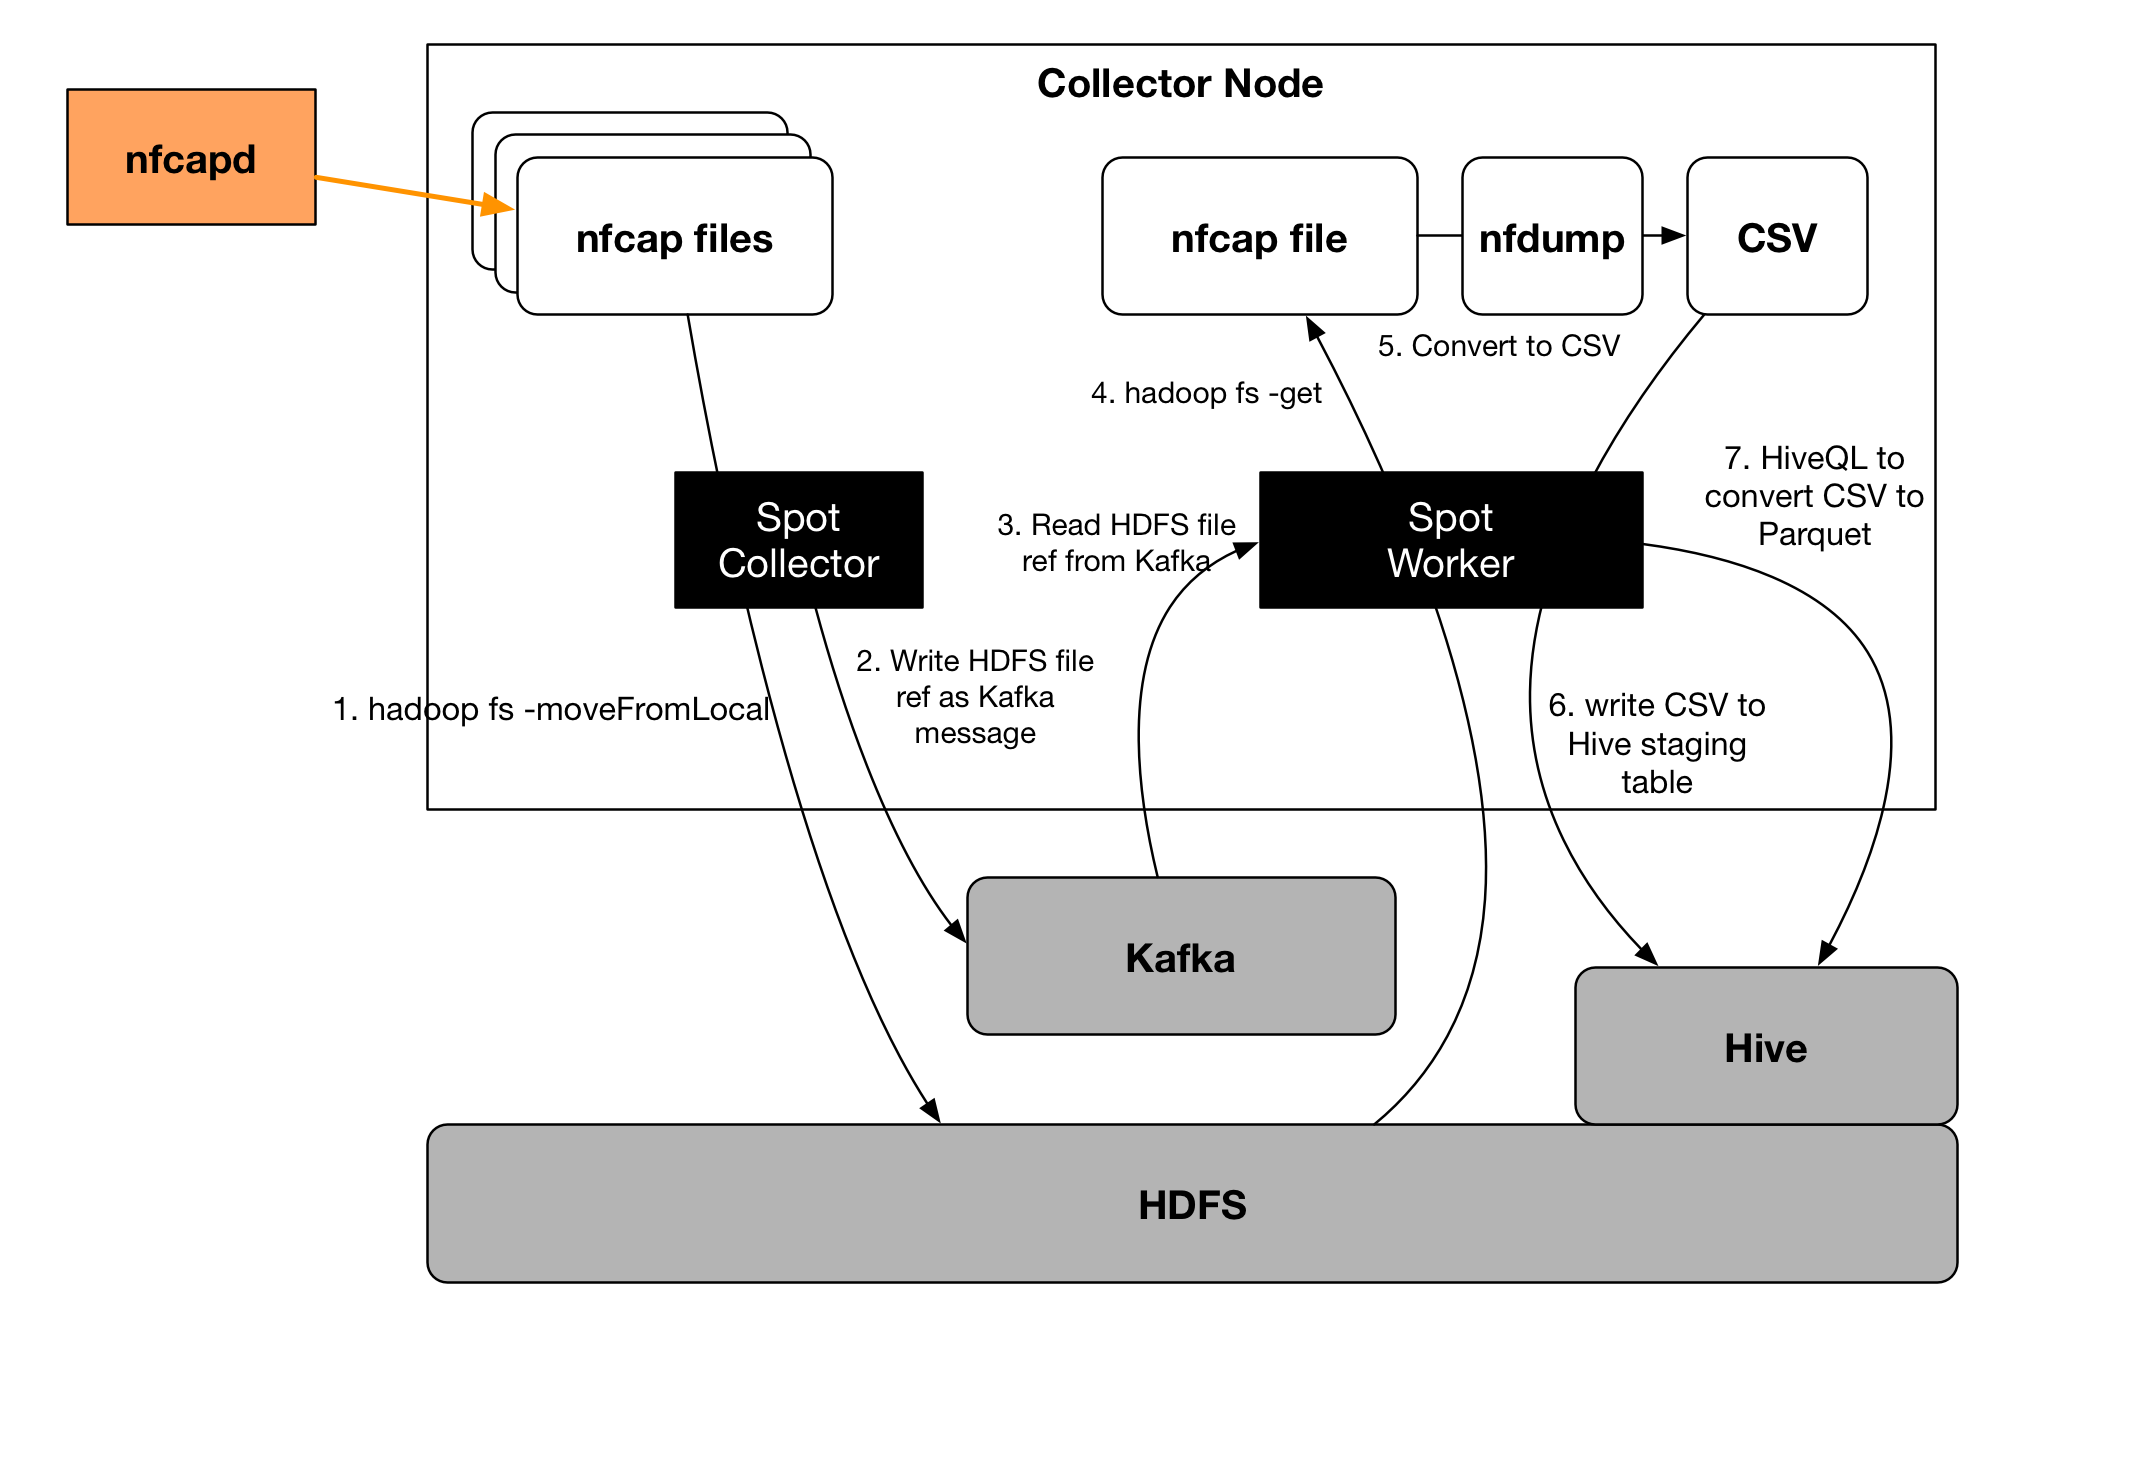 Collector Node
nfcapd
nfcap files
nfcap file
nfdump
CSV
5. Convert to CSV
4. hadoop fs -get
7. HiveQL to
convert CSV to
Parquet
Spot
Collector
3. Read HDFS file
ref from Kafka
Spot
Worker
2. Write HDFS file
ref as Kafka
message
1. hadoop fs -moveFromLocal
6. write CSV to
Hive staging
table
Kafka
Hive
HDFS